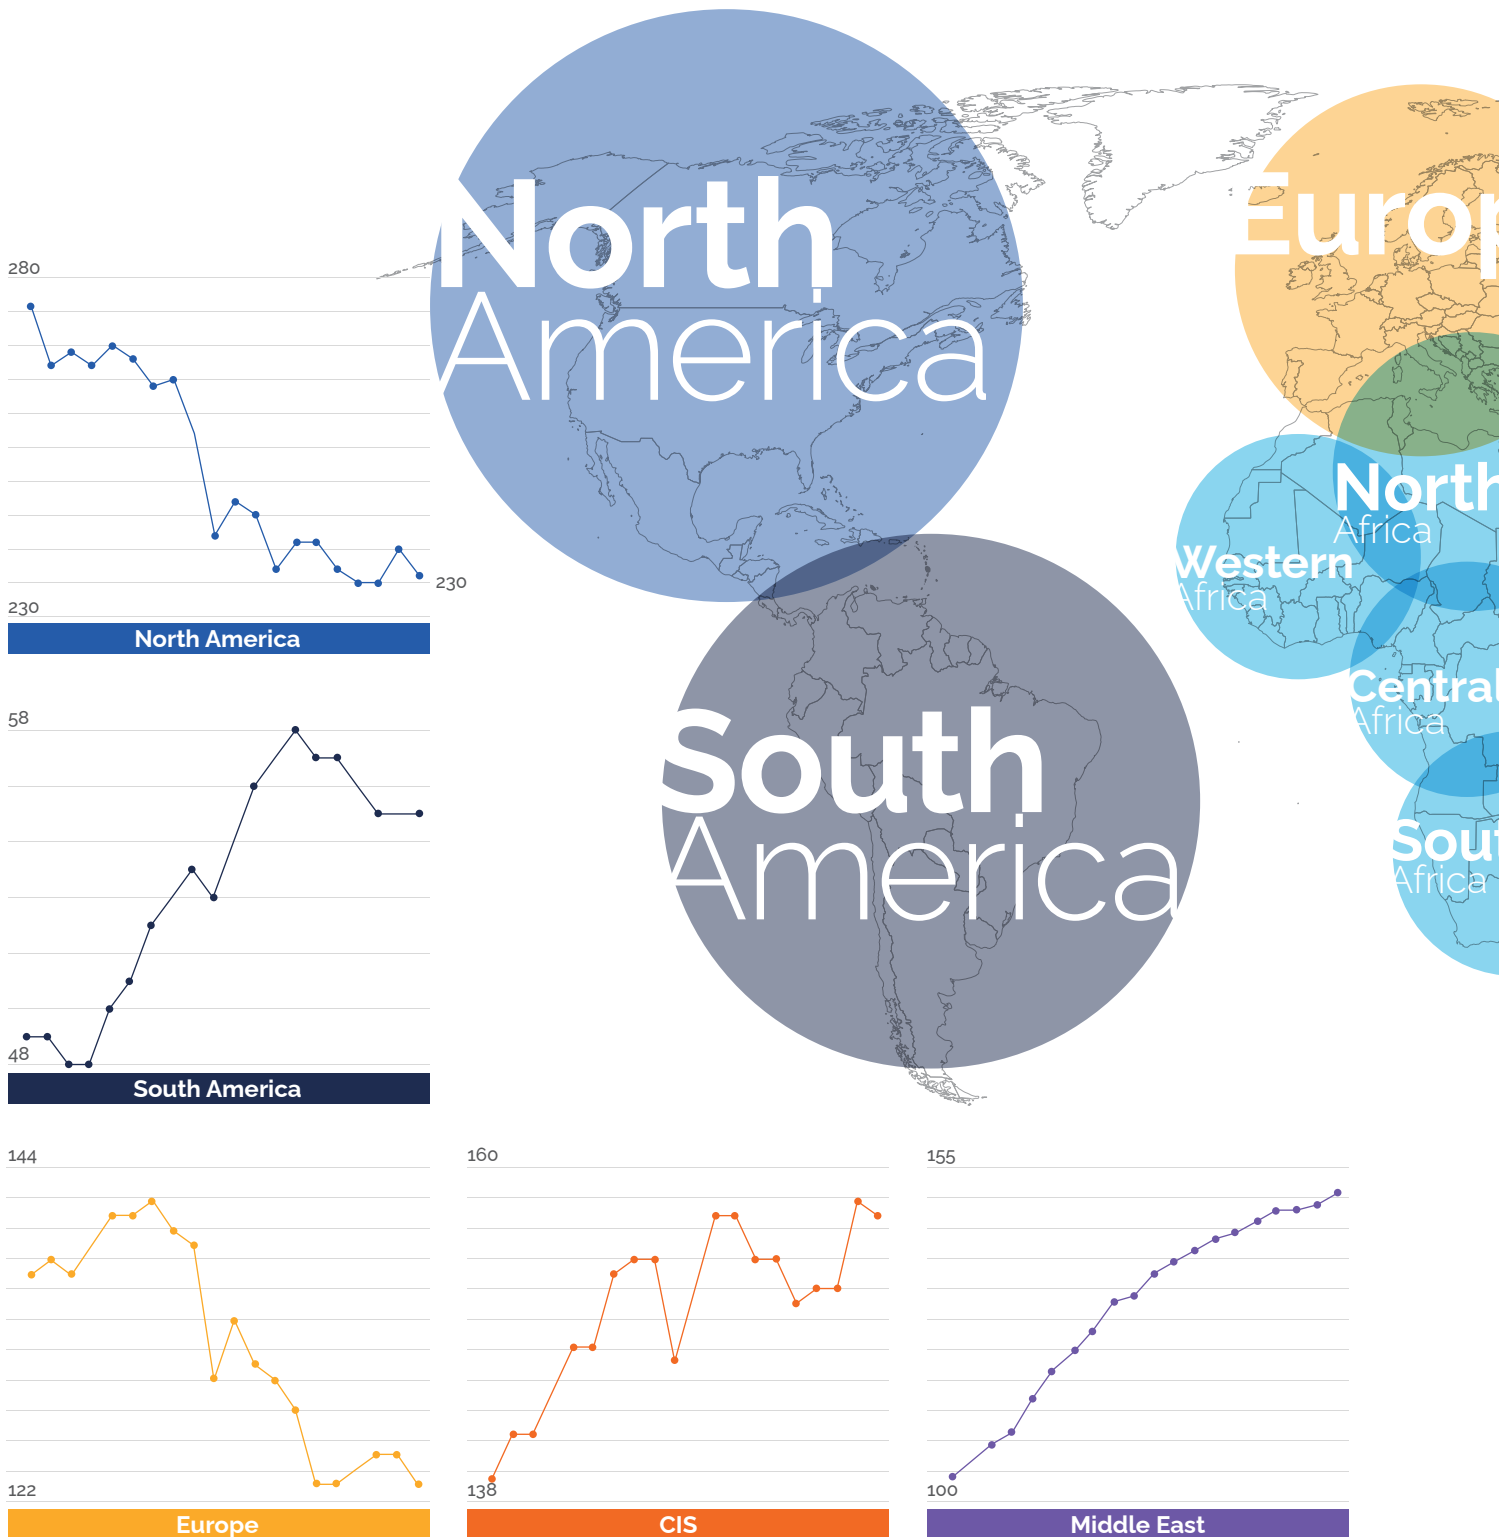 North
America
Europ
280
230
230
North America
North
Africa
Western
Africa
Central
Africa
Sout
Africa
58
48
South America
South
America
144
122
Europe
160
138
CIS
155
100
Middle East